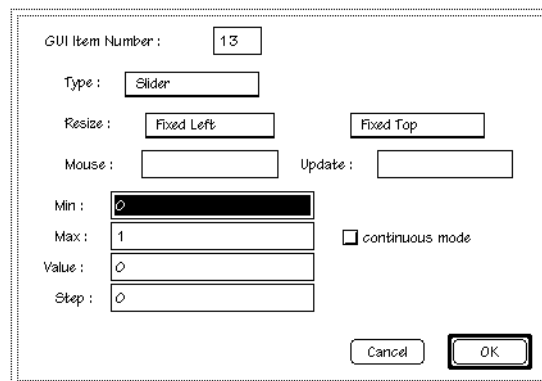 GUI Item Number : 13
Type : Slider
Resize : Fixed Left Fixed Top
Mouse : Update :
Min : 0
Max : 1 continuous mode
Value : 0
Step : 0
Cancel OK